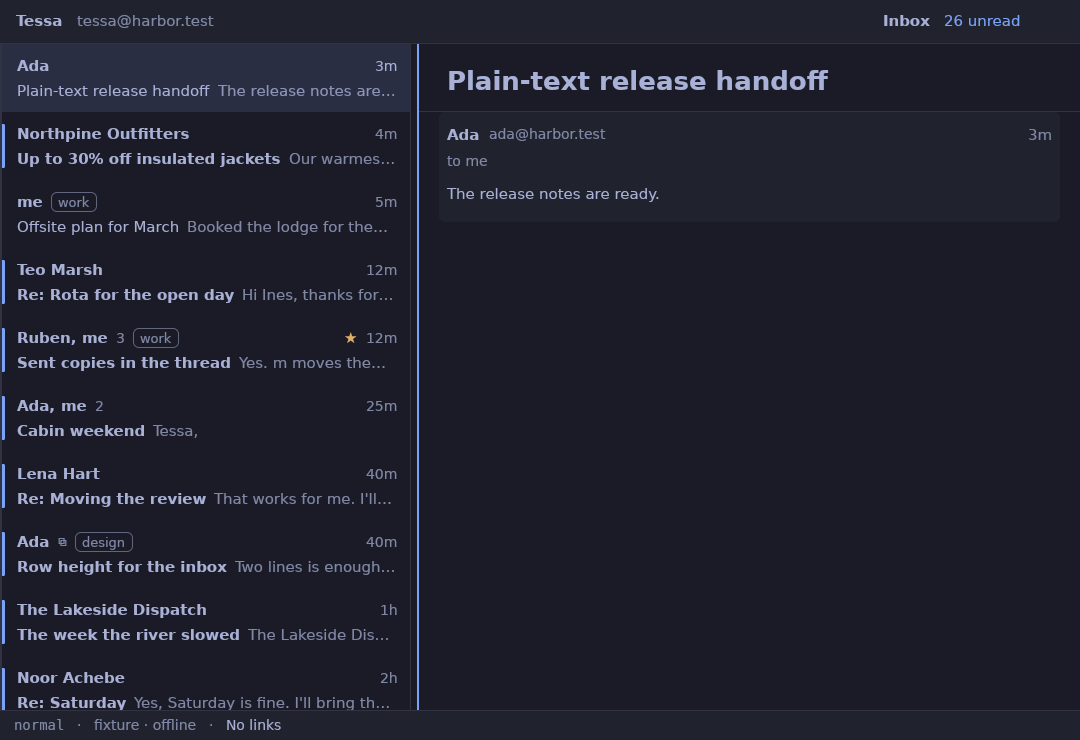 Tessa tessa@harbor.test
Inbox 26 unread
Ada 3m
Plain-text release handoff The release notes are…
Northpine Outfitters 4m
Up to 30% off insulated jackets Our warmes…
me work 5m
Offsite plan for March Booked the lodge for the…
Teo Marsh 12m
Re: Rota for the open day Hi Ines, thanks for…
Ruben, me 3 work ★ 12m
Sent copies in the thread Yes. m moves the…
Ada, me 2 25m
Cabin weekend Tessa,
Lena Hart 40m
Re: Moving the review That works for me. I'll…
Ada design 40m
Row height for the inbox Two lines is enough…
The Lakeside Dispatch 1h
The week the river slowed The Lakeside Dis…
Noor Achebe 2h
Re: Saturday Yes, Saturday is fine. I'll bring th…
Plain-text release handoff
Ada ada@harbor.test 3m
to me
The release notes are ready.
normal · fixture · offline · No links